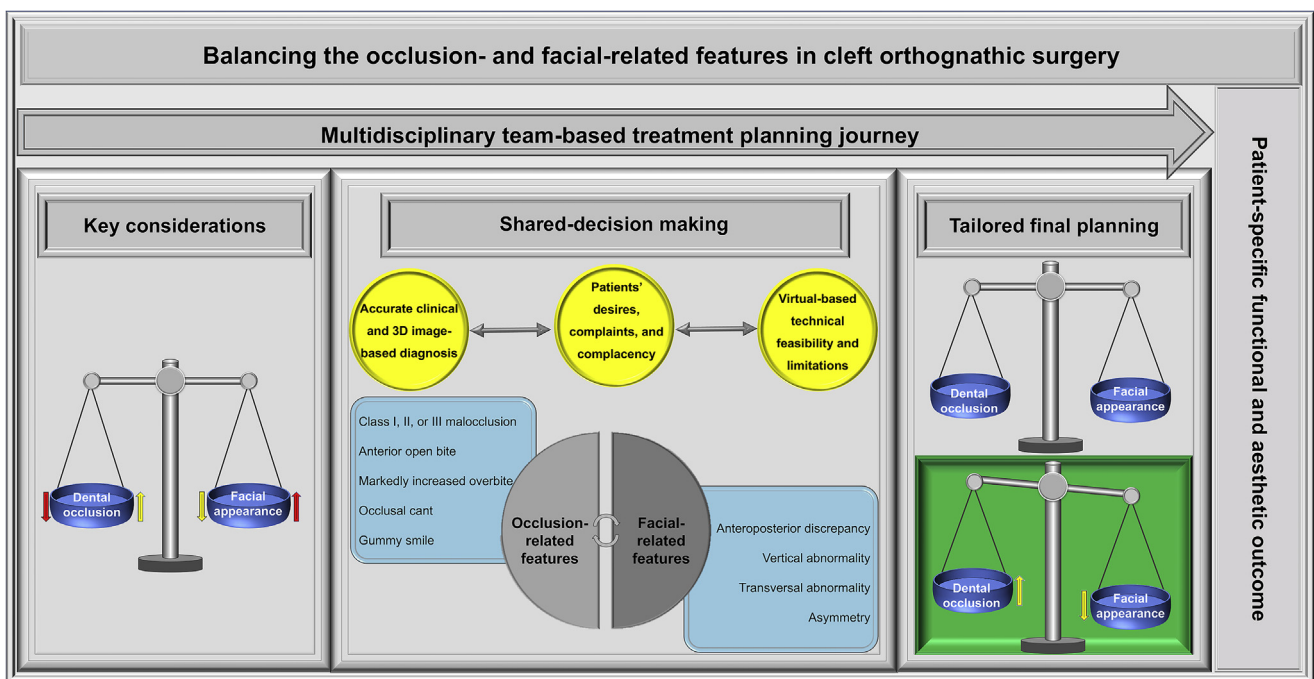 Balancing the occlusion- and facial-related features in cleft orthognathic surgery
Multidisciplinary team-based treatment planning journey
Key considerations
Dental
occlusion
Facial
appearance
Shared-decision making
Accurate clinical
and 3D image-
based diagnosis
Patients'
desires,
complaints, and
complacency
Virtual-based
technical
feasibility and
limitations
Class I, II, or III malocclusion
Anterior open bite
Markedly increased overbite
Occlusal cant
Gummy smile
Occlusion-
related
features
Facial-
related
features
Anteroposterior discrepancy
Vertical abnormality
Transversal abnormality
Asymmetry
Tailored final planning
Dental
occlusion
Facial
appearance
Dental
occlusion
Facial
appearance
Patient-specific functional and aesthetic outcome